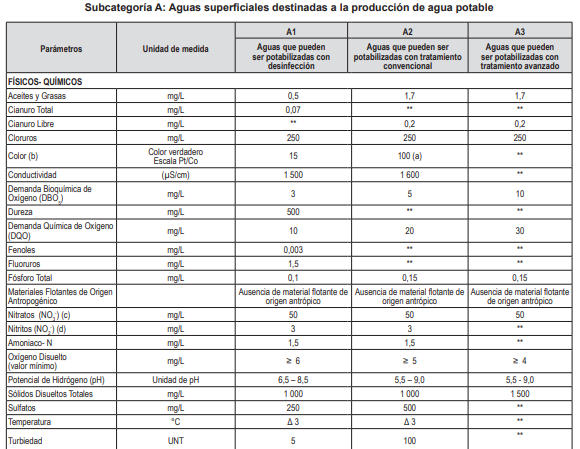 Subcategoría A: Aguas superficiales destinadas a la producción de agua potable
Parámetros Unidad de medida A1 A2 A3
Aguas que pueden ser potabilizadas con desinfección Aguas que pueden ser potabilizadas con tratamiento convencional Aguas que pueden ser potabilizadas con tratamiento avanzado
FÍSICOS- QUÍMICOS
Aceites y Grasas mg/L 0,5 1,7 1,7
Cianuro Total mg/L 0,07 ** **
Cianuro Libre mg/L ** 0,2 0,2
Cloruros mg/L 250 250 250
Color (b) Color verdadero Escala Pt/Co 15 100 (a) **
Conductividad (µS/cm) 1 500 1 600 **
Demanda Bioquímica de Oxígeno (DBO5) mg/L 3 5 10
Dureza mg/L 500 ** **
Demanda Química de Oxígeno (DQO) mg/L 10 20 30
Fenoles mg/L 0,003 ** **
Fluoruros mg/L 1,5 ** **
Fósforo Total mg/L 0,1 0,15 0,15
Materiales Flotantes de Origen Antropogénico Ausencia de material flotante de origen antrópico Ausencia de material flotante de origen antrópico Ausencia de material flotante de origen antrópico
Nitratos (NO3-) (c) mg/L 50 50 50
Nitritos (NO2-) (d) mg/L 3 3 **
Amoniaco- N mg/L 1,5 1,5 **
Oxígeno Disuelto (valor mínimo) mg/L ≥ 6 ≥ 5 ≥ 4
Potencial de Hidrógeno (pH) Unidad de pH 6,5 – 8,5 5,5 – 9,0 5,5 - 9,0
Sólidos Disueltos Totales mg/L 1 000 1 000 1 500
Sulfatos mg/L 250 500 **
Temperatura °C Δ 3 Δ 3 **
Turbiedad UNT 5 100 **